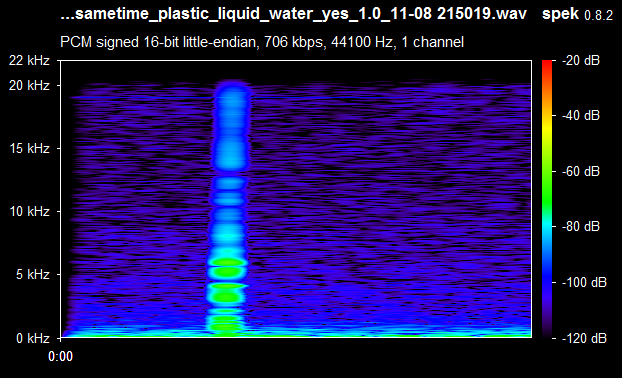 ...sametime_plastic_liquid_water_yes_1.0_11-08 215019.wav spek 0.8.2
PCM signed 16-bit little-endian, 706 kbps, 44100 Hz, 1 channel
22 kHz
20 kHz
15 kHz
10 kHz
5 kHz
0 kHz
0:00
-20 dB
-40 dB
-60 dB
-80 dB
-100 dB
-120 dB